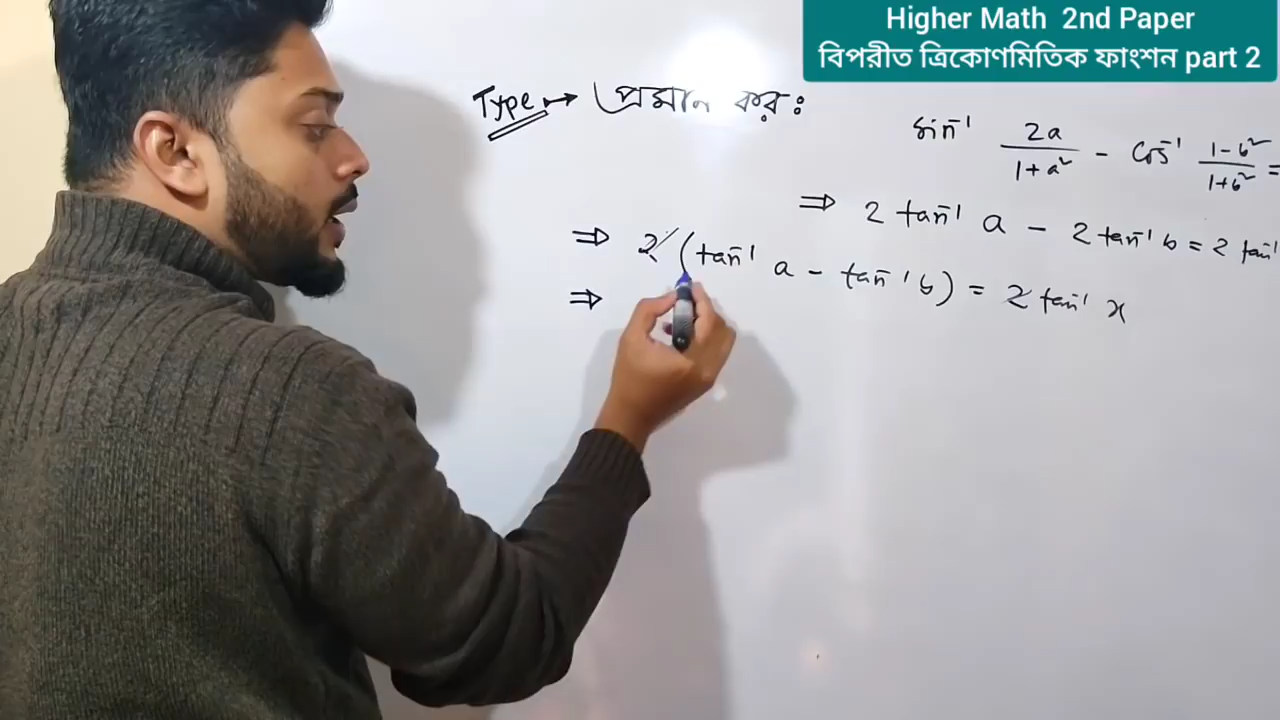 Higher Math 2nd Paper
বিপরীত ত্রিকোণমিতিক ফাংশন part 2
Type → প্রমাণ কর:
sin⁻¹ 2a/(1+a²) - cos⁻¹ (1-b²)/(1+b²) =
⇒ 2 tan⁻¹ a - 2 tan⁻¹ b = 2 tan⁻¹
⇒ 2 (tan⁻¹ a - tan⁻¹ b) = 2 tan⁻¹ x
⇒